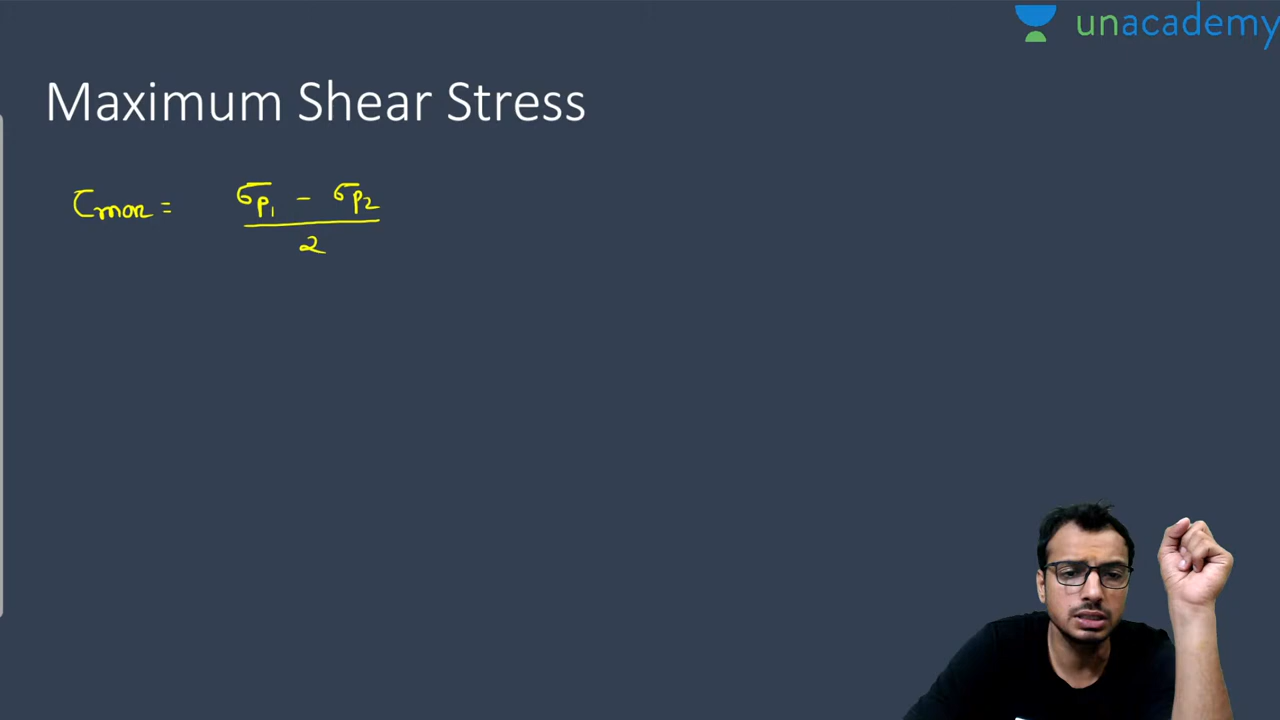 unacademy
Maximum Shear Stress
τmax = σp1 - σp2
2